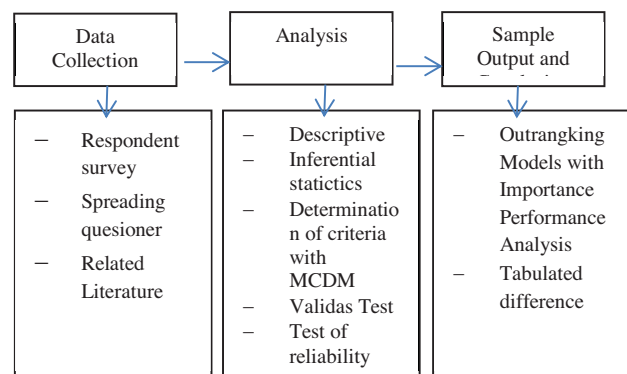 Data
Collection
Analysis
Sample
Output and
– Respondent
survey
– Spreading
quesioner
– Related
Literature
– Descriptive
– Inferential
statictics
– Determinatio
n of criteria
with
MCDM
– Validas Test
– Test of
reliability
– Outrangking
Models with
Importance
Performance
Analysis
– Tabulated
difference